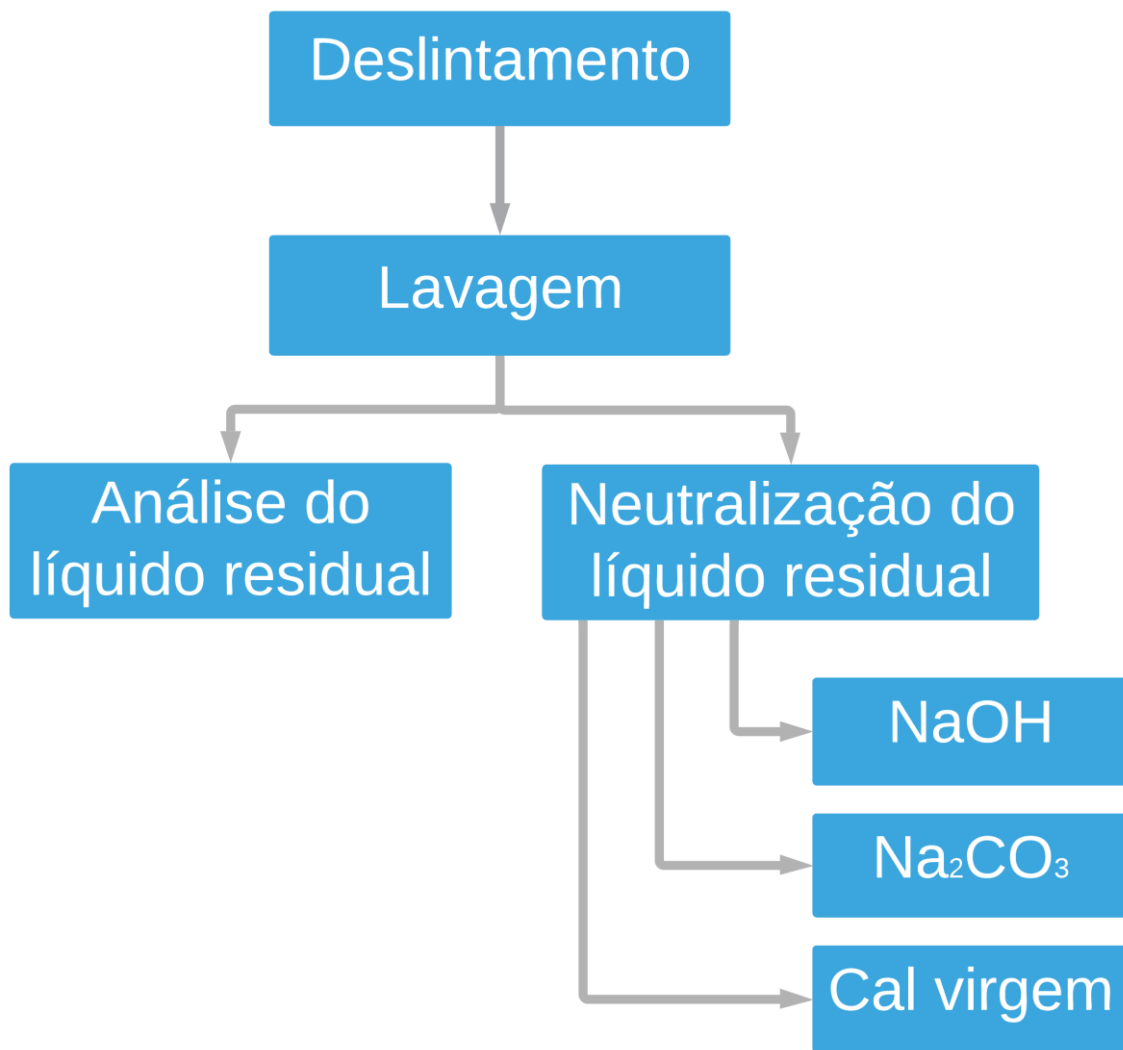 Deslintamento
Lavagem
Análise do
líquido residual
Neutralização do
líquido residual
NaOH
Na₂CO₃
Cal virgem